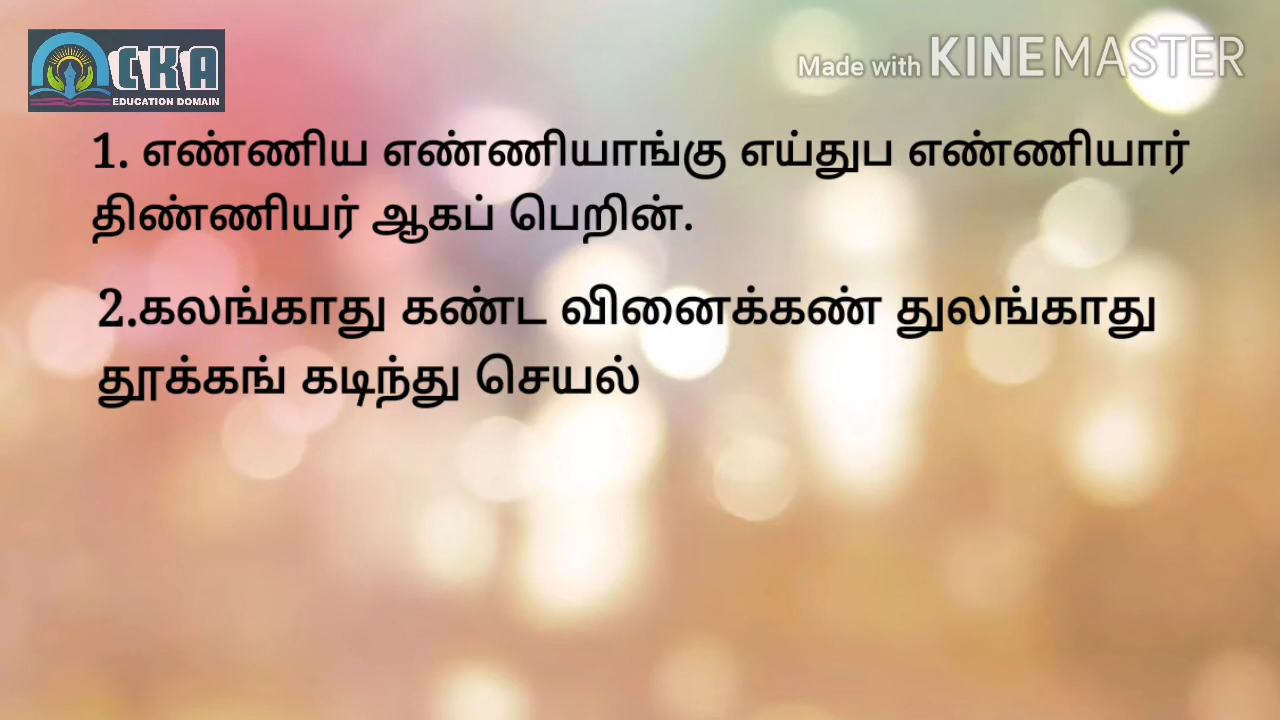 CKA
EDUCATION DOMAIN
Made with KINEMASTER
1. எண்ணிய எண்ணியாங்கு எய்துப எண்ணியார்
திண்ணியர் ஆகப் பெறின்.
2.கலங்காது கண்ட வினைக்கண் துலங்காது
தூக்கங் கடிந்து செயல்